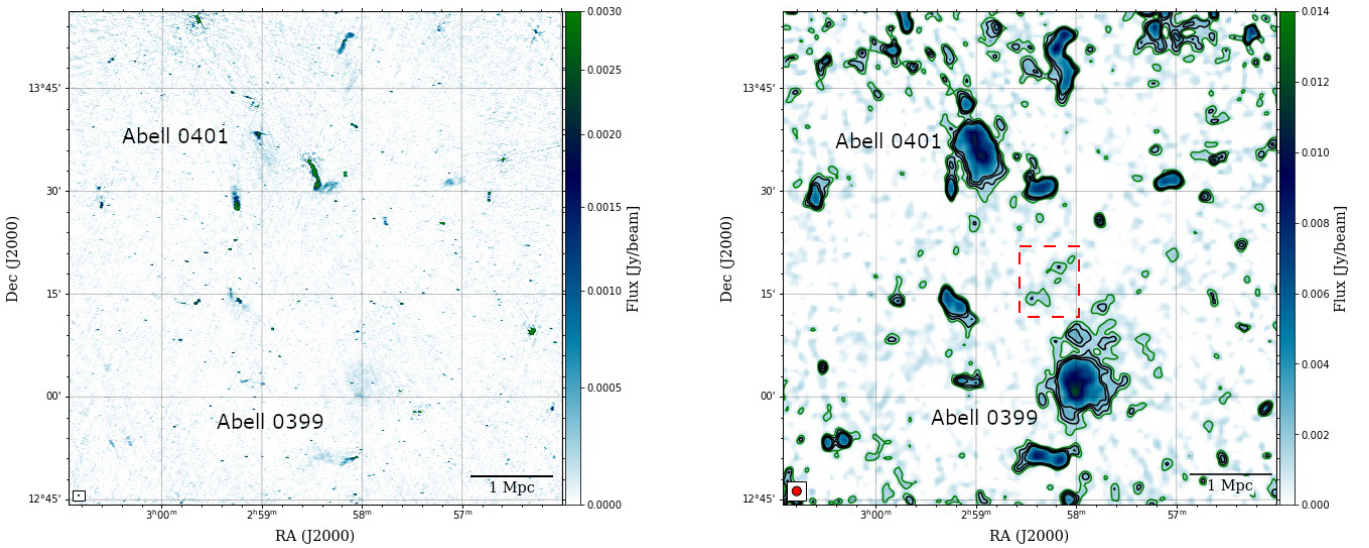 Abell 0401
Abell 0399
1 Mpc
13°45'
30'
15'
00'
12°45'
3ʰ00ᵐ
2ʰ59ᵐ
58ᵐ
57ᵐ
RA (J2000)
Dec (J2000)
0.0030
0.0025
0.0020
0.0015
0.0010
0.0005
0.0000
Flux [Jy/beam]
Abell 0401
Abell 0399
1 Mpc
13°45'
30'
15'
00'
12°45'
3ʰ00ᵐ
2ʰ59ᵐ
58ᵐ
57ᵐ
RA (J2000)
Dec (J2000)
0.014
0.012
0.010
0.008
0.006
0.004
0.002
0.000
Flux [Jy/beam]